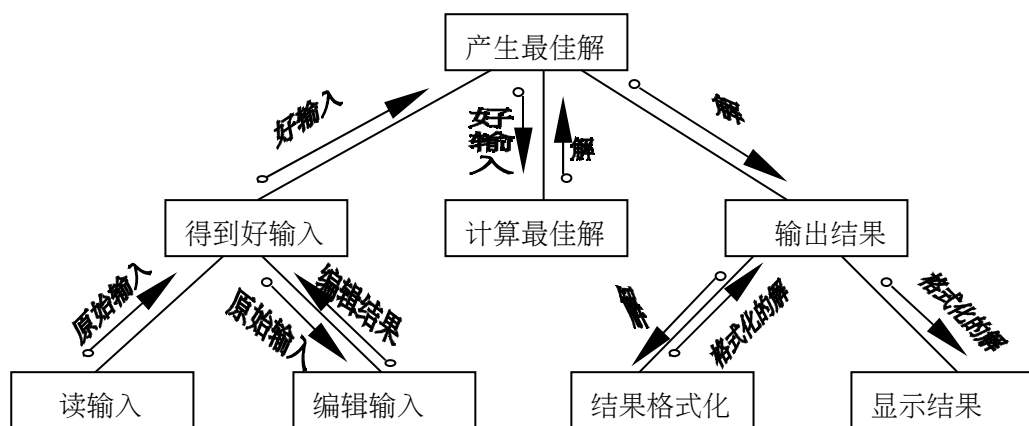 产生最佳解
好输入
好输入
解
解
得到好输入
计算最佳解
输出结果
原始输入
原始输入
编辑结果
解
格式化的解
格式化的解
读输入
编辑输入
结果格式化
显示结果